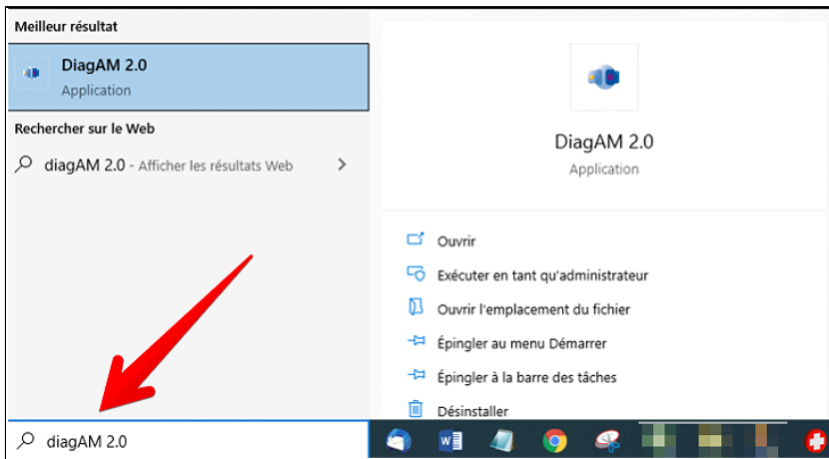 Meilleur résultat
DiagAM 2.0
Application
Rechercher sur le Web
diagAM 2.0 - Afficher les résultats Web
DiagAM 2.0
Application
Ouvrir
Exécuter en tant qu'administrateur
Ouvrir l'emplacement du fichier
Épingler au menu Démarrer
Épingler à la barre des tâches
Désinstaller
diagAM 2.0